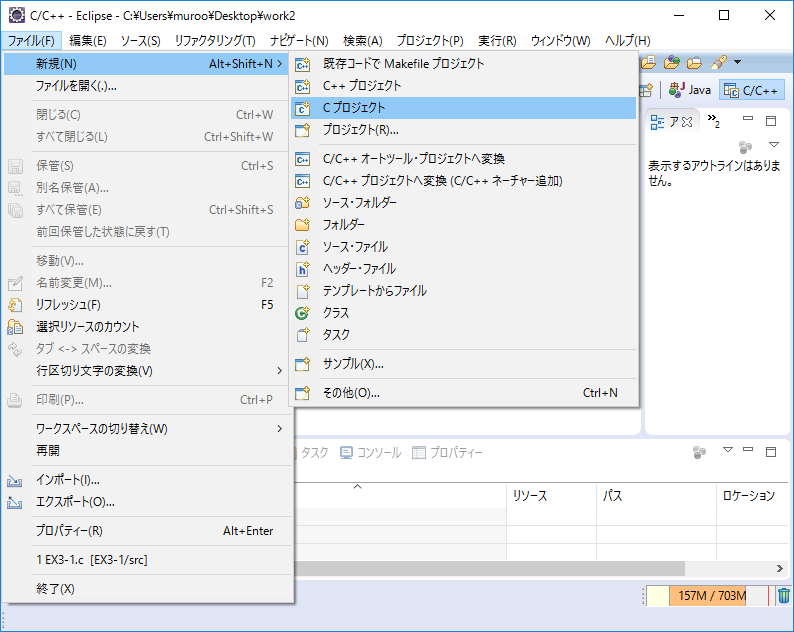 C/C++ - Eclipse - C:¥Users¥muroo¥Desktop¥work2
ファイル(F) 編集(E) ソース(S) リファクタリング(T) ナビゲート(N) 検索(A) プロジェクト(P) 実行(R) ウィンドウ(W) ヘルプ(H)
新規(N) Alt+Shift+N >
ファイルを開く(.)...
閉じる(C) Ctrl+W
すべて閉じる(L) Ctrl+Shift+W
保管(S) Ctrl+S
別名保管(A)...
すべて保管(E) Ctrl+Shift+S
前回保管した状態に戻す(T)
移動(V)...
名前変更(M)... F2
リフレッシュ(F) F5
選択リソースのカウント
タブ <-> スペースの変換
行区切り文字の変換(V) >
印刷(P)... Ctrl+P
ワークスペースの切り替え(W) >
再開
インポート(I)...
エクスポート(O)...
プロパティー(R) Alt+Enter
1 EX3-1.c [EX3-1/src]
終了(X)
既存コードで Makefile プロジェクト
C++ プロジェクト
C プロジェクト
プロジェクト(R)...
C/C++ オートツール・プロジェクトへ変換
C/C++ プロジェクトへ変換 (C/C++ ネーチャー追加)
ソース・フォルダー
フォルダー
ソース・ファイル
ヘッダー・ファイル
テンプレートからファイル
クラス
タスク
サンプル(X)...
その他(O)... Ctrl+N
Java C/C++
ア
2
表示するアウトラインはありま
せん。
タスク コンソール プロパティー
リソース パス ロケーション
157M / 703M